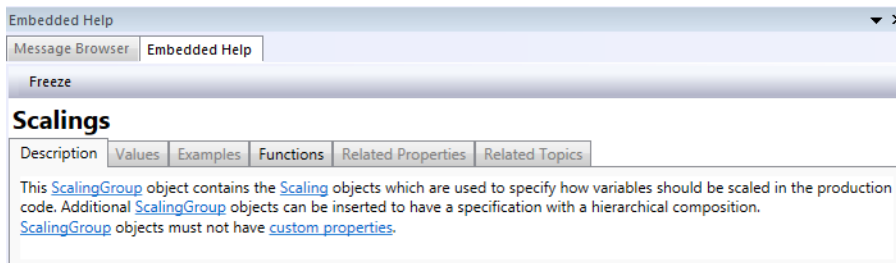 Embedded Help
Message Browser Embedded Help
Freeze
Scalings
Description Values Examples Functions Related Properties Related Topics
This ScalingGroup object contains the Scaling objects which are used to specify how variables should be scaled in the production
code. Additional ScalingGroup objects can be inserted to have a specification with a hierarchical composition.
ScalingGroup objects must not have custom properties.